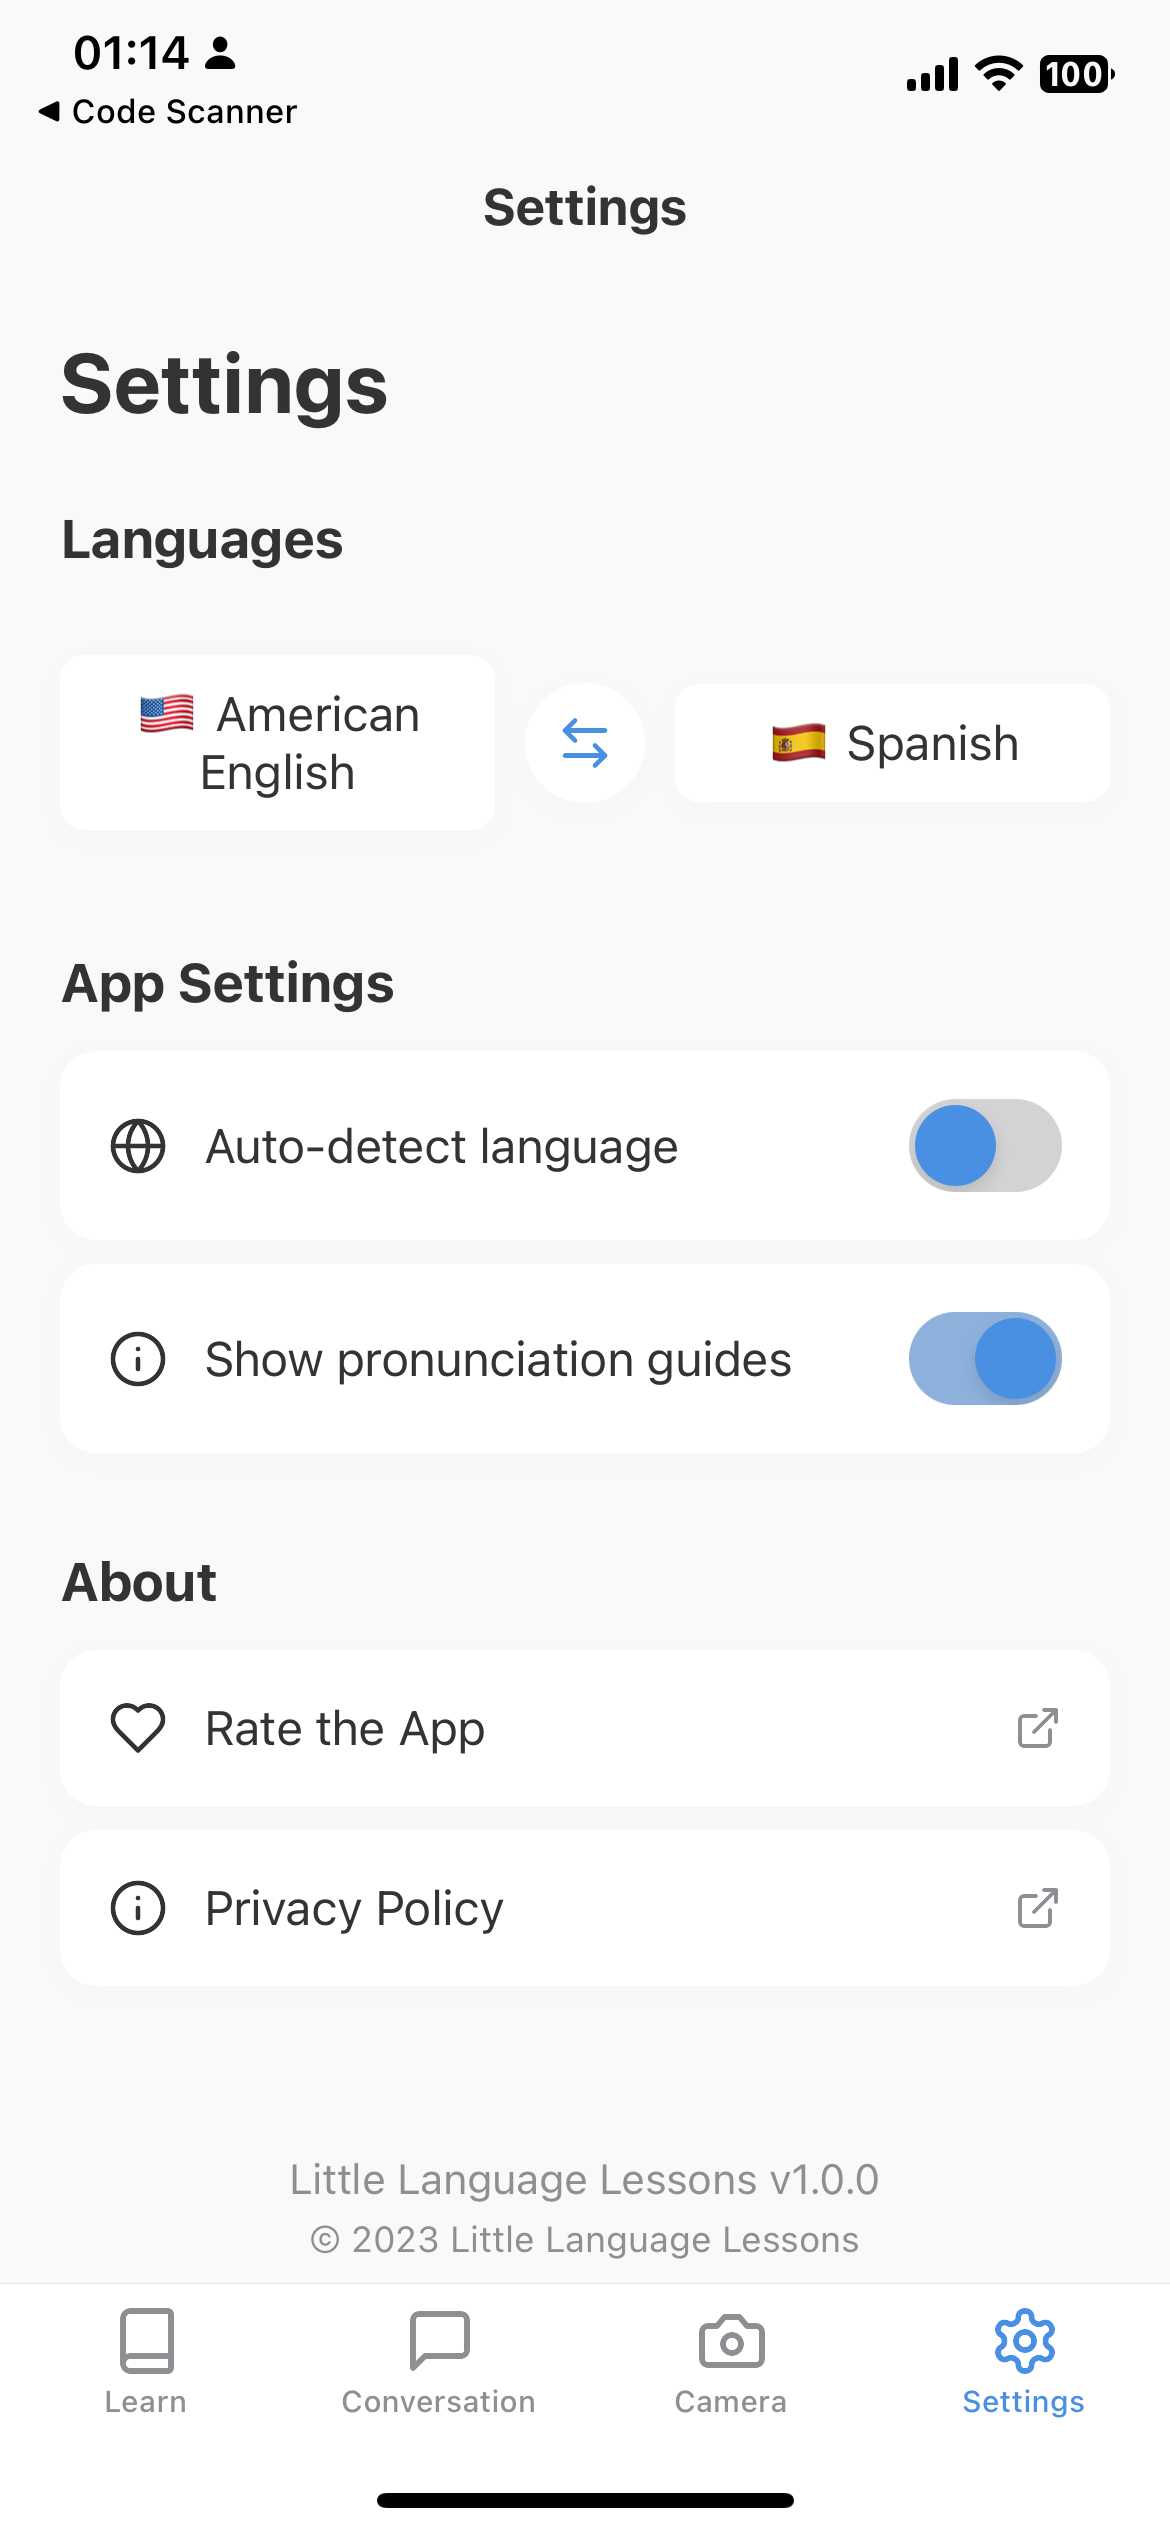 01:14
100
Code Scanner
Settings
Settings
Languages
American
English
Spanish
App Settings
Auto-detect language
Show pronunciation guides
About
Rate the App
Privacy Policy
Little Language Lessons v1.0.0
© 2023 Little Language Lessons
Learn
Conversation
Camera
Settings